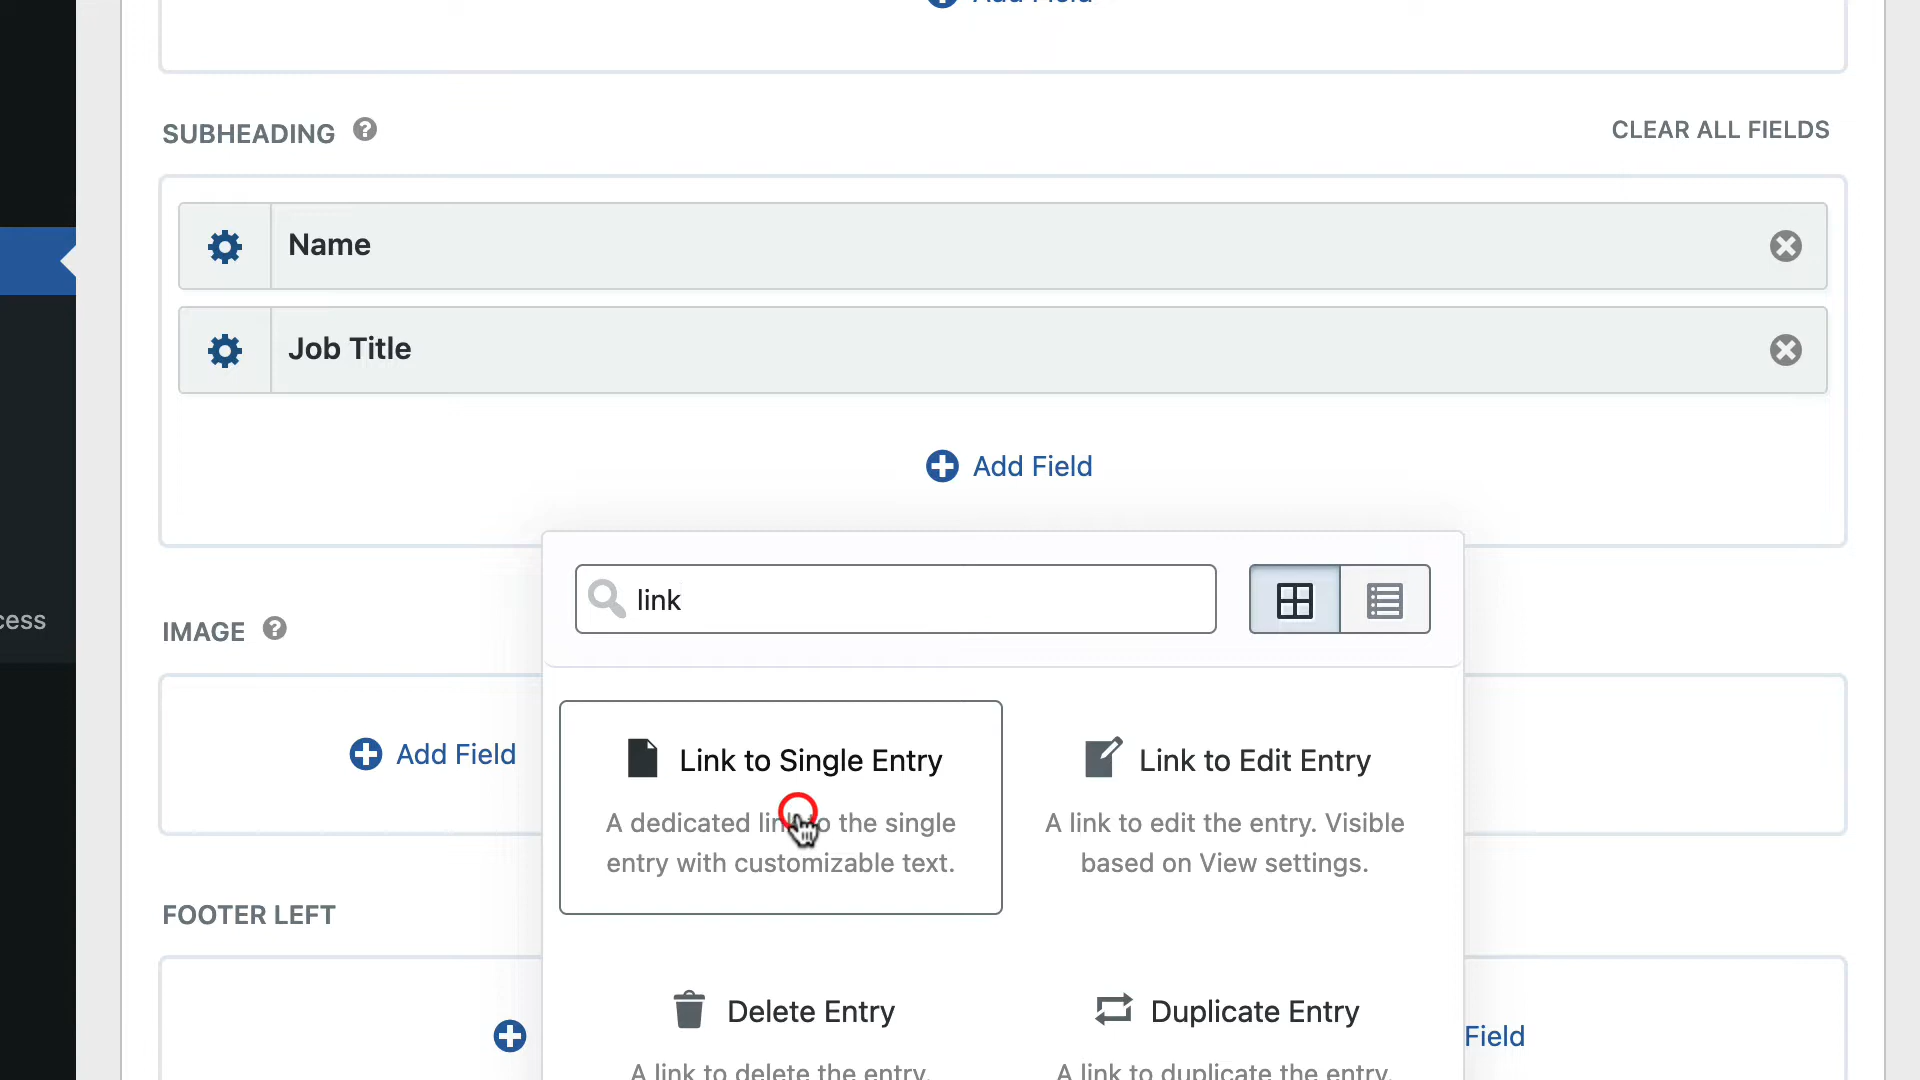 Add Field
SUBHEADING
CLEAR ALL FIELDS
Name
Job Title
Add Field
link
cess
IMAGE
Add Field
Link to Single Entry
A dedicated link to the single
entry with customizable text.
Link to Edit Entry
A link to edit the entry. Visible
based on View settings.
FOOTER LEFT
Delete Entry
A link to delete the entry.
Duplicate Entry
A link to duplicate the entry.
Field